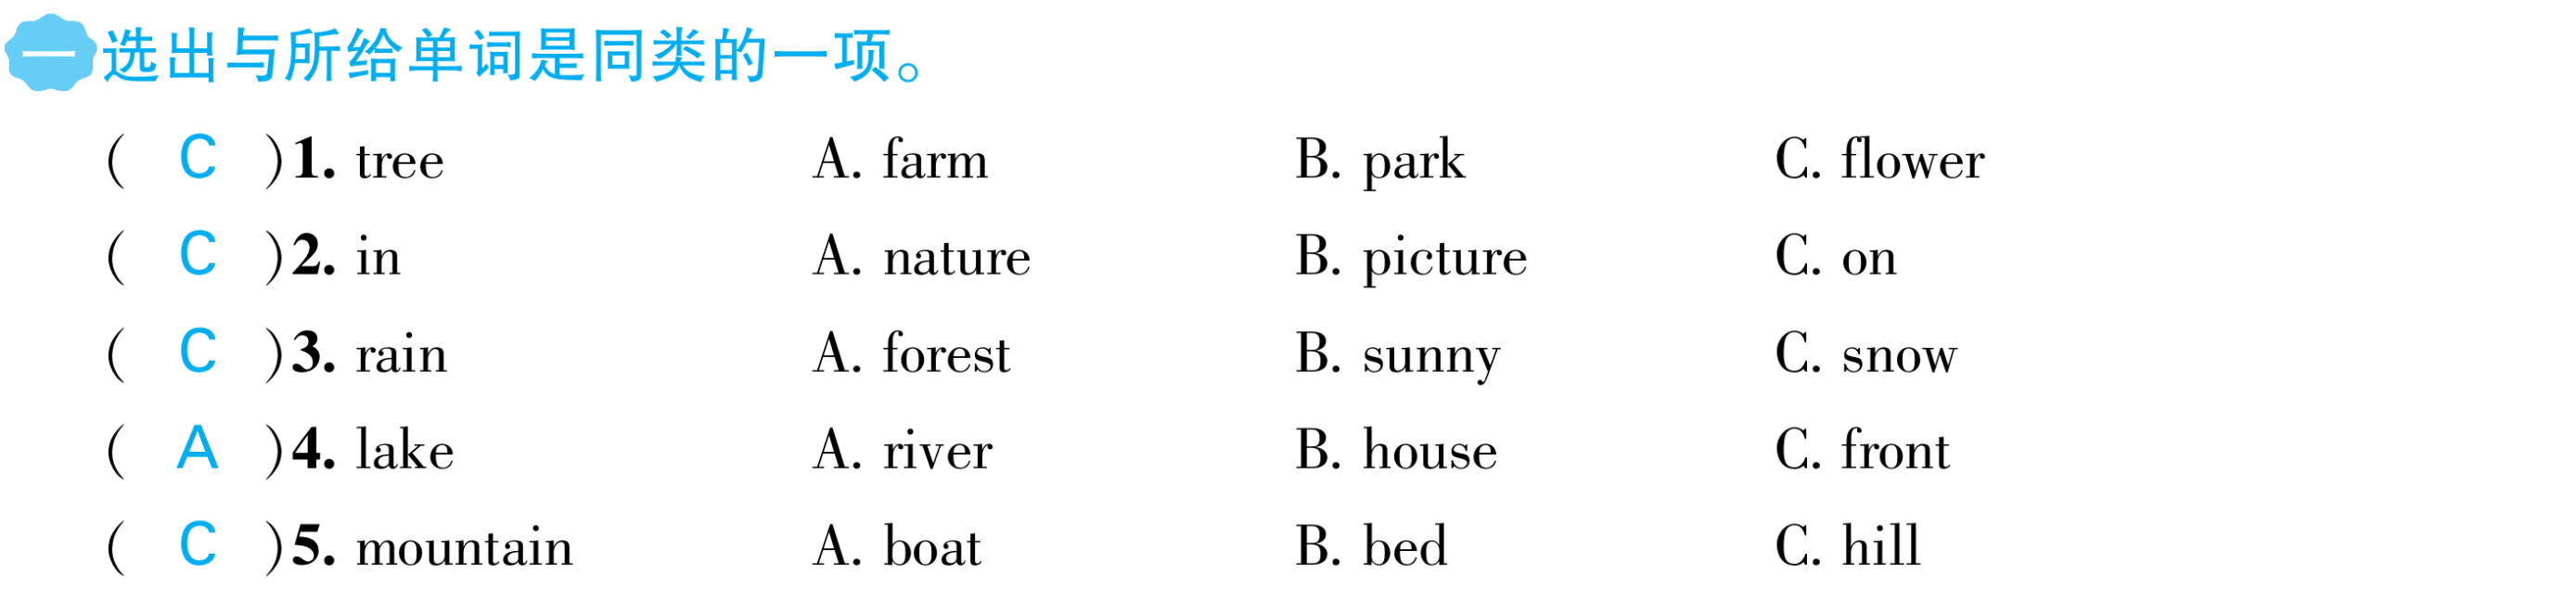 一 选出与所给单词是同类的一项。
( C )1. tree A. farm B. park C. flower
( C )2. in A. nature B. picture C. on
( C )3. rain A. forest B. sunny C. snow
( A )4. lake A. river B. house C. front
( C )5. mountain A. boat B. bed C. hill